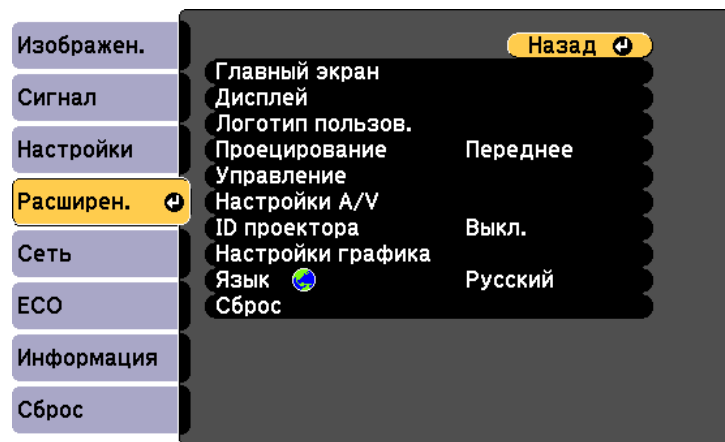 Изображен.
Сигнал
Настройки
Расширен.
Сеть
ECO
Информация
Сброс
Назад
Главный экран
Дисплей
Логотип пользов.
Проецирование Переднее
Управление
Настройки A/V
ID проектора Выкл.
Настройки графика
Язык Русский
Сброс